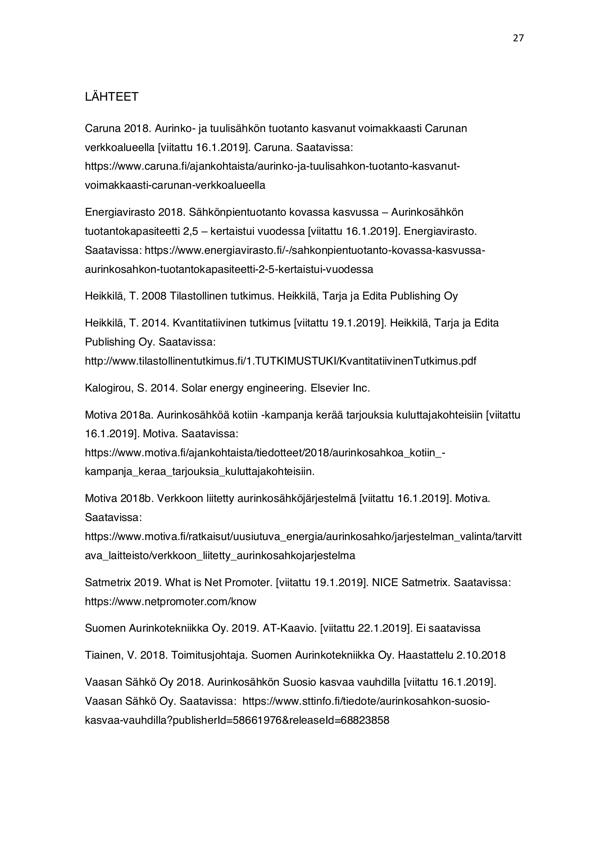 27
LÄHTEET
Caruna 2018. Aurinko- ja tuulisähkön tuotanto kasvanut voimakkaasti Carunan
verkkoalueella [viitattu 16.1.2019]. Caruna. Saatavissa:
https://www.caruna.fi/ajankohtaista/aurinko-ja-tuulisahkon-tuotanto-kasvanut-
voimakkaasti-carunan-verkkoalueella
Energiavirasto 2018. Sähkönpientuotanto kovassa kasvussa – Aurinkosähkön
tuotantokapasiteetti 2,5 – kertaistui vuodessa [viitattu 16.1.2019]. Energiavirasto.
Saatavissa: https://www.energiavirasto.fi/-/sahkonpientuotanto-kovassa-kasvussa-
aurinkosahkon-tuotantokapasiteetti-2-5-kertaistui-vuodessa
Heikkilä, T. 2008 Tilastollinen tutkimus. Heikkilä, Tarja ja Edita Publishing Oy
Heikkilä, T. 2014. Kvantitatiivinen tutkimus [viitattu 19.1.2019]. Heikkilä, Tarja ja Edita
Publishing Oy. Saatavissa:
http://www.tilastollinentutkimus.fi/1.TUTKIMUSTUKI/KvantitatiivinenTutkimus.pdf
Kalogirou, S. 2014. Solar energy engineering. Elsevier Inc.
Motiva 2018a. Aurinkosähköä kotiin -kampanja kerää tarjouksia kuluttajakohteisiin [viitattu
16.1.2019]. Motiva. Saatavissa:
https://www.motiva.fi/ajankohtaista/tiedotteet/2018/aurinkosahkoa_kotiin_-
kampanja_keraa_tarjouksia_kuluttajakohteisiin.
Motiva 2018b. Verkkoon liitetty aurinkosähköjärjestelmä [viitattu 16.1.2019]. Motiva.
Saatavissa:
https://www.motiva.fi/ratkaisut/uusiutuva_energia/aurinkosahko/jarjestelman_valinta/tarvitt
ava_laitteisto/verkkoon_liitetty_aurinkosahkojarjestelma
Satmetrix 2019. What is Net Promoter. [viitattu 19.1.2019]. NICE Satmetrix. Saatavissa:
https://www.netpromoter.com/know
Suomen Aurinkotekniikka Oy. 2019. AT-Kaavio. [viitattu 22.1.2019]. Ei saatavissa
Tiainen, V. 2018. Toimitusjohtaja. Suomen Aurinkotekniikka Oy. Haastattelu 2.10.2018
Vaasan Sähkö Oy 2018. Aurinkosähkön Suosio kasvaa vauhdilla [viitattu 16.1.2019].
Vaasan Sähkö Oy. Saatavissa: https://www.sttinfo.fi/tiedote/aurinkosahkon-suosio-
kasvaa-vauhdilla?publisherId=58661976&releaseId=68823858